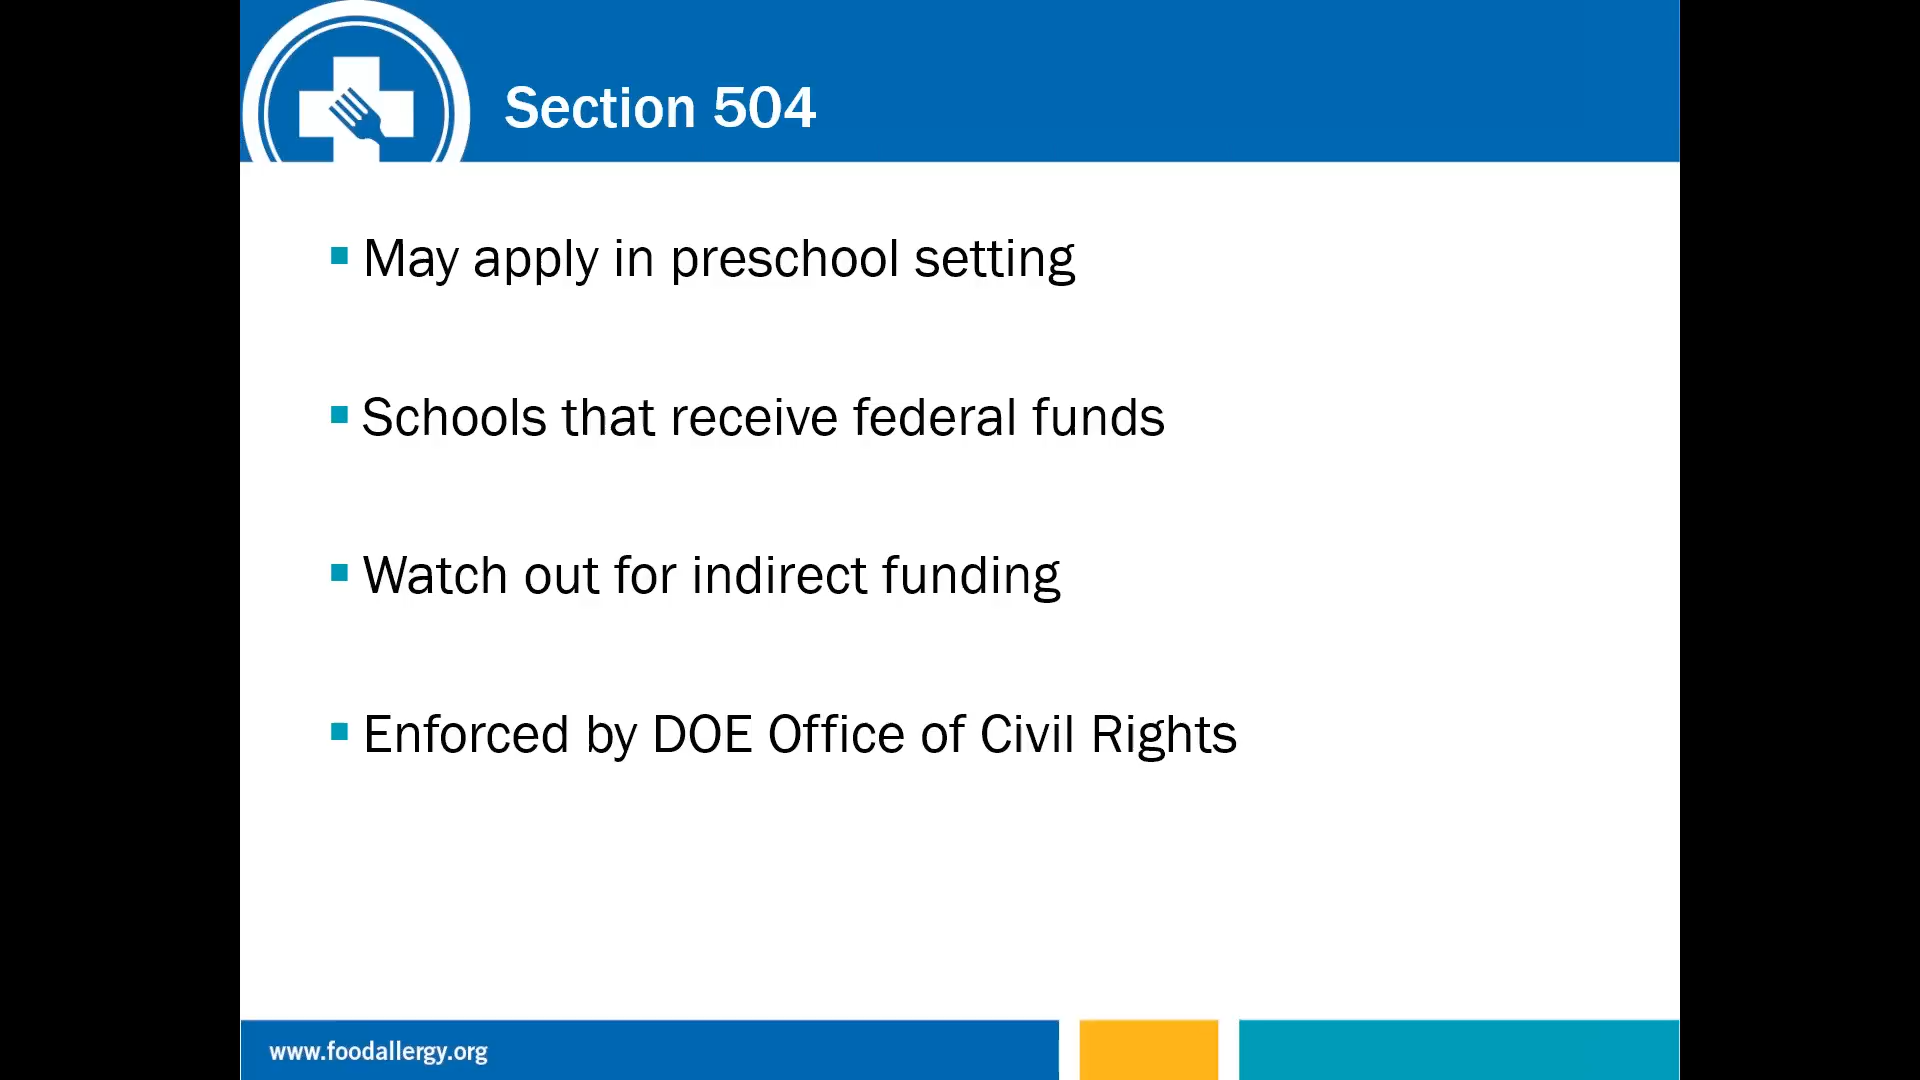 Section 504
May apply in preschool setting
Schools that receive federal funds
Watch out for indirect funding
Enforced by DOE Office of Civil Rights
www.foodallergy.org